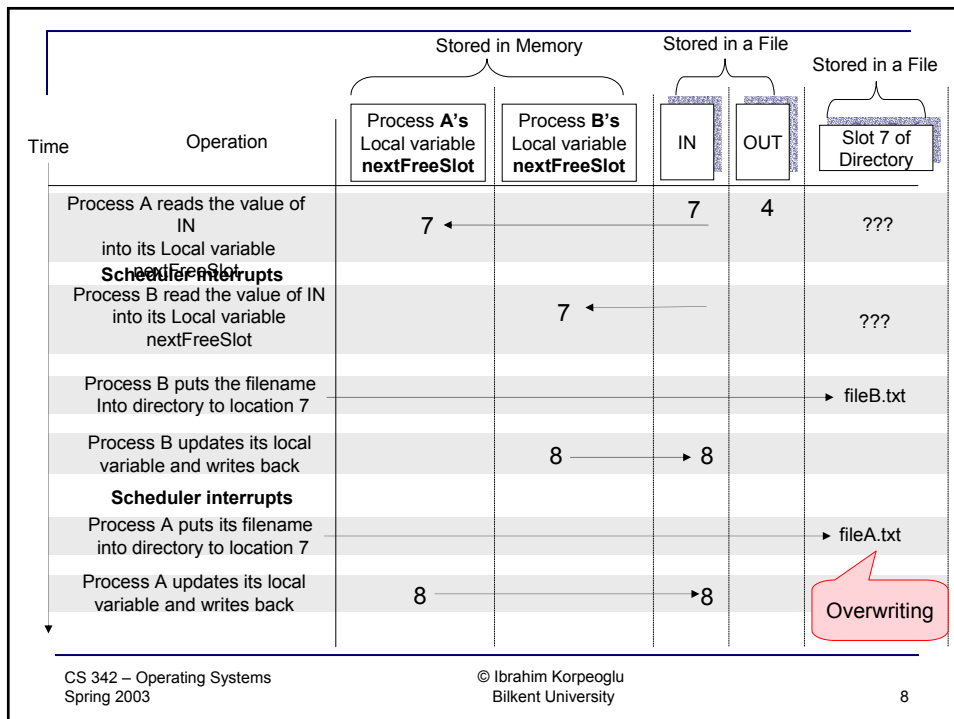 Stored in Memory
Stored in a File
Stored in a File
Time
Operation
Process A's
Local variable
nextFreeSlot
Process B's
Local variable
nextFreeSlot
IN
OUT
Slot 7 of
Directory
Process A reads the value of
IN
into its Local variable
nextFreeSlot
7
7
4
???
Scheduler interrupts
Process B read the value of IN
into its Local variable
nextFreeSlot
7
???
Process B puts the filename
Into directory to location 7
fileB.txt
Process B updates its local
variable and writes back
8
8
Scheduler interrupts
Process A puts its filename
into directory to location 7
fileA.txt
Process A updates its local
variable and writes back
8
8
Overwriting
CS 342 – Operating Systems
Spring 2003
© Ibrahim Korpeoglu
Bilkent University
8